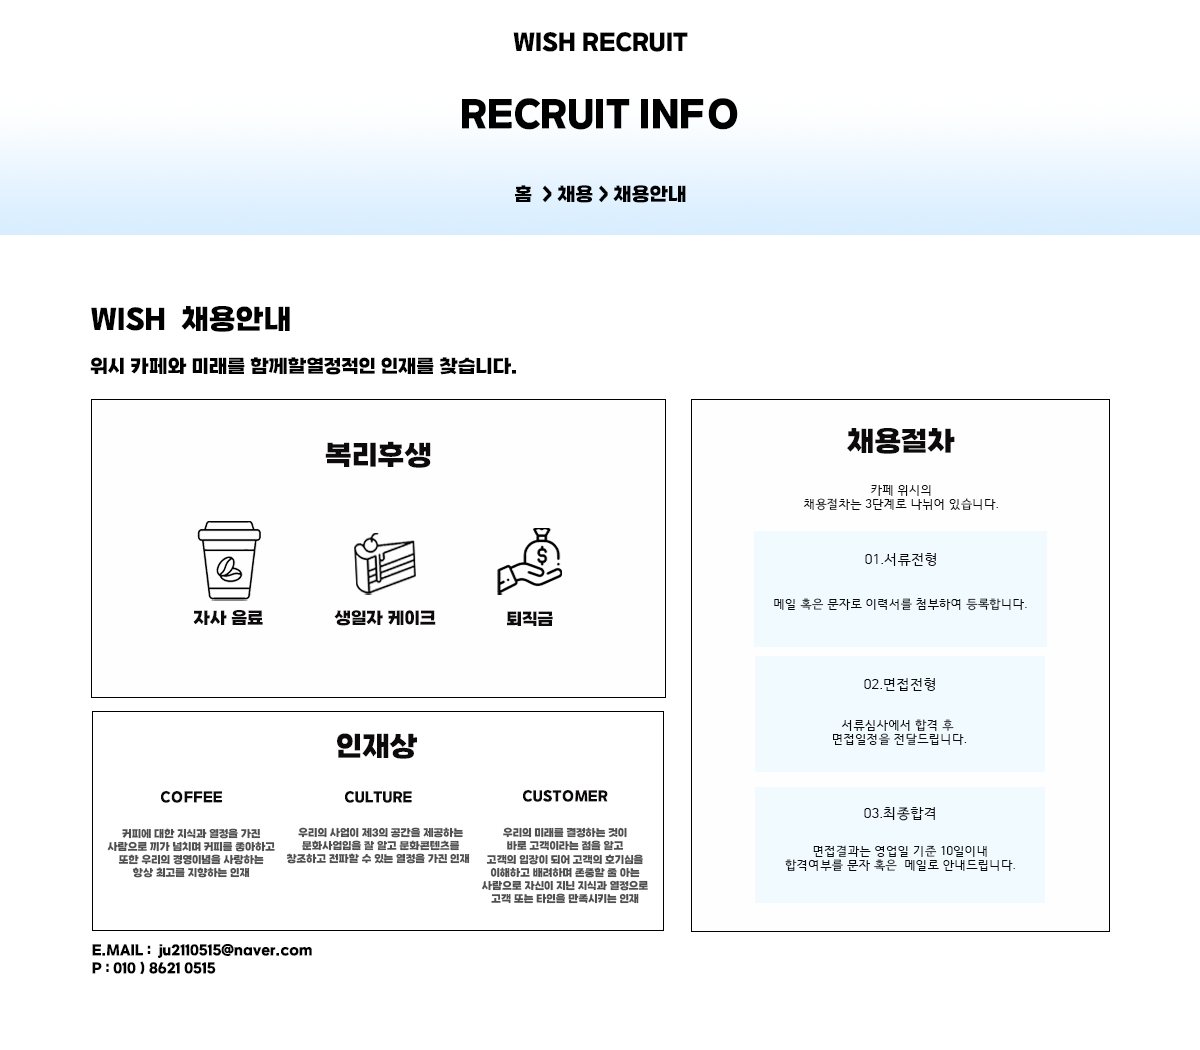 WISH RECRUIT
RECRUIT INFO
홈 > 채용 > 채용안내
WISH 채용안내
위시 카페와 미래를 함께할열정적인 인재를 찾습니다.
복리후생
$
자사 음료
생일자 케이크
퇴직금
인재상
COFFEE
커피에 대한 지식과 열정을 가진
사람으로 끼가 넘치며 커피를 좋아하고
또한 우리의 경영이념을 사랑하는
항상 최고를 지향하는 인재
CULTURE
우리의 사업이 제3의 공간을 제공하는
문화사업임을 잘 알고 문화콘텐츠를
창조하고 전파할 수 있는 열정을 가진 인재
CUSTOMER
우리의 미래를 결정하는 것이
바로 고객이라는 점을 알고
고객의 입장이 되어 고객의 호기심을
이해하고 배려하며 존중할 줄 아는
사람으로 자신이 지닌 지식과 열정으로
고객 또는 타인을 만족시키는 인재
채용절차
카페 위시의
채용절차는 3단계로 나뉘어 있습니다.
01.서류전형
메일 혹은 문자로 이력서를 첨부하여 등록합니다.
02.면접전형
서류심사에서 합격 후
면접일정을 전달드립니다.
03.최종합격
면접결과는 영업일 기준 10일이내
합격여부를 문자 혹은 메일로 안내드립니다.
E.MAIL : ju2110515@naver.com
P : 010 ) 8621 0515